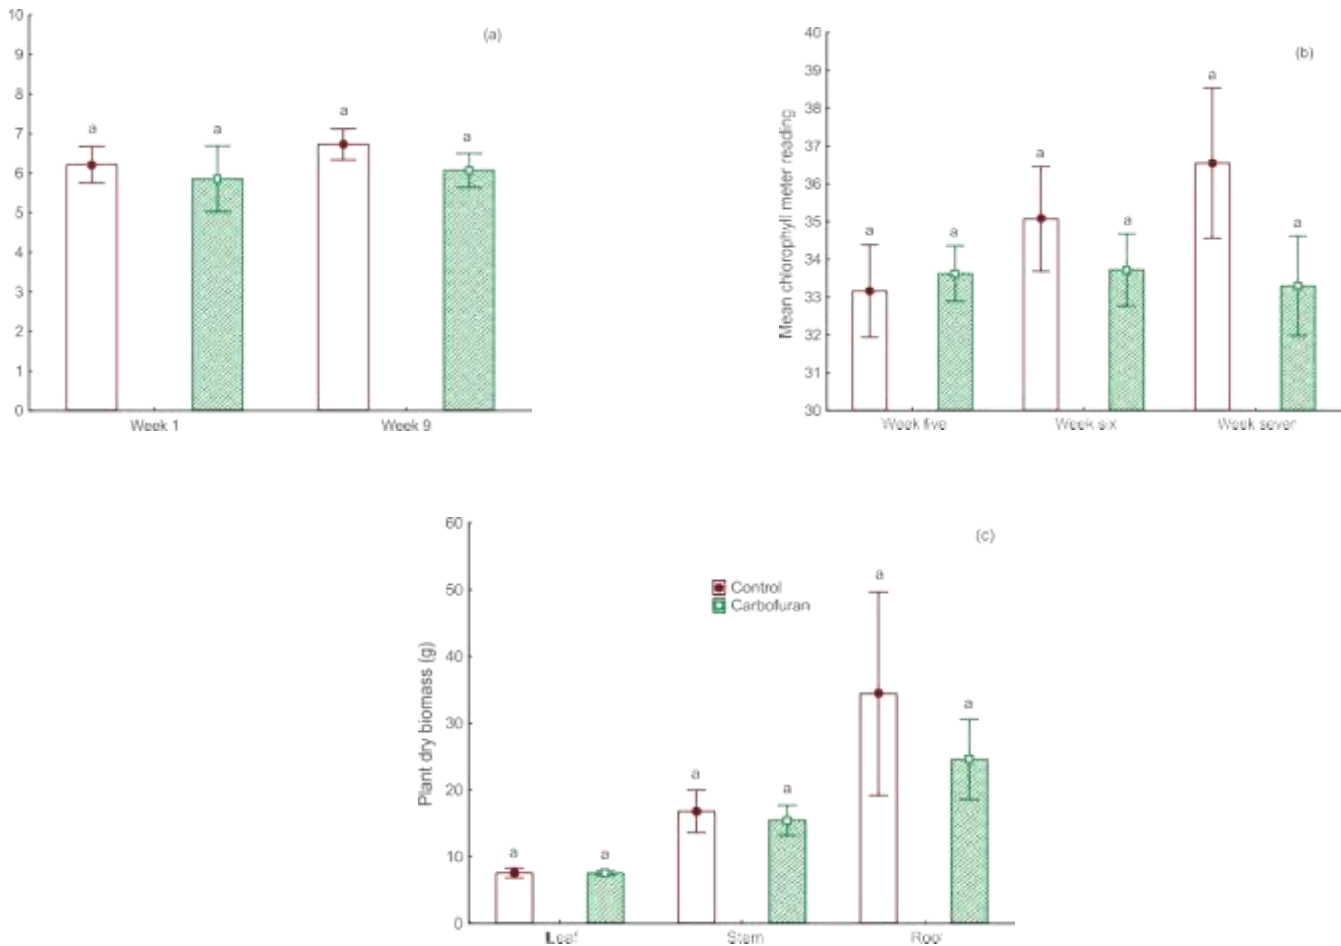 10
9
8
7
6
5
4
3
2
1
0
(a)
a
a
a
a
Week 1
Week 9
40
39
38
37
36
35
34
33
32
31
30
Mean chlorophyll meter reading
(b)
a
a
a
a
a
a
Week five
Week six
Week seven
60
50
40
30
20
10
0
Plant dry biomass (g)
(c)
Control
Carbofuran
a
a
a
a
a
a
Leaf
Stem
Root